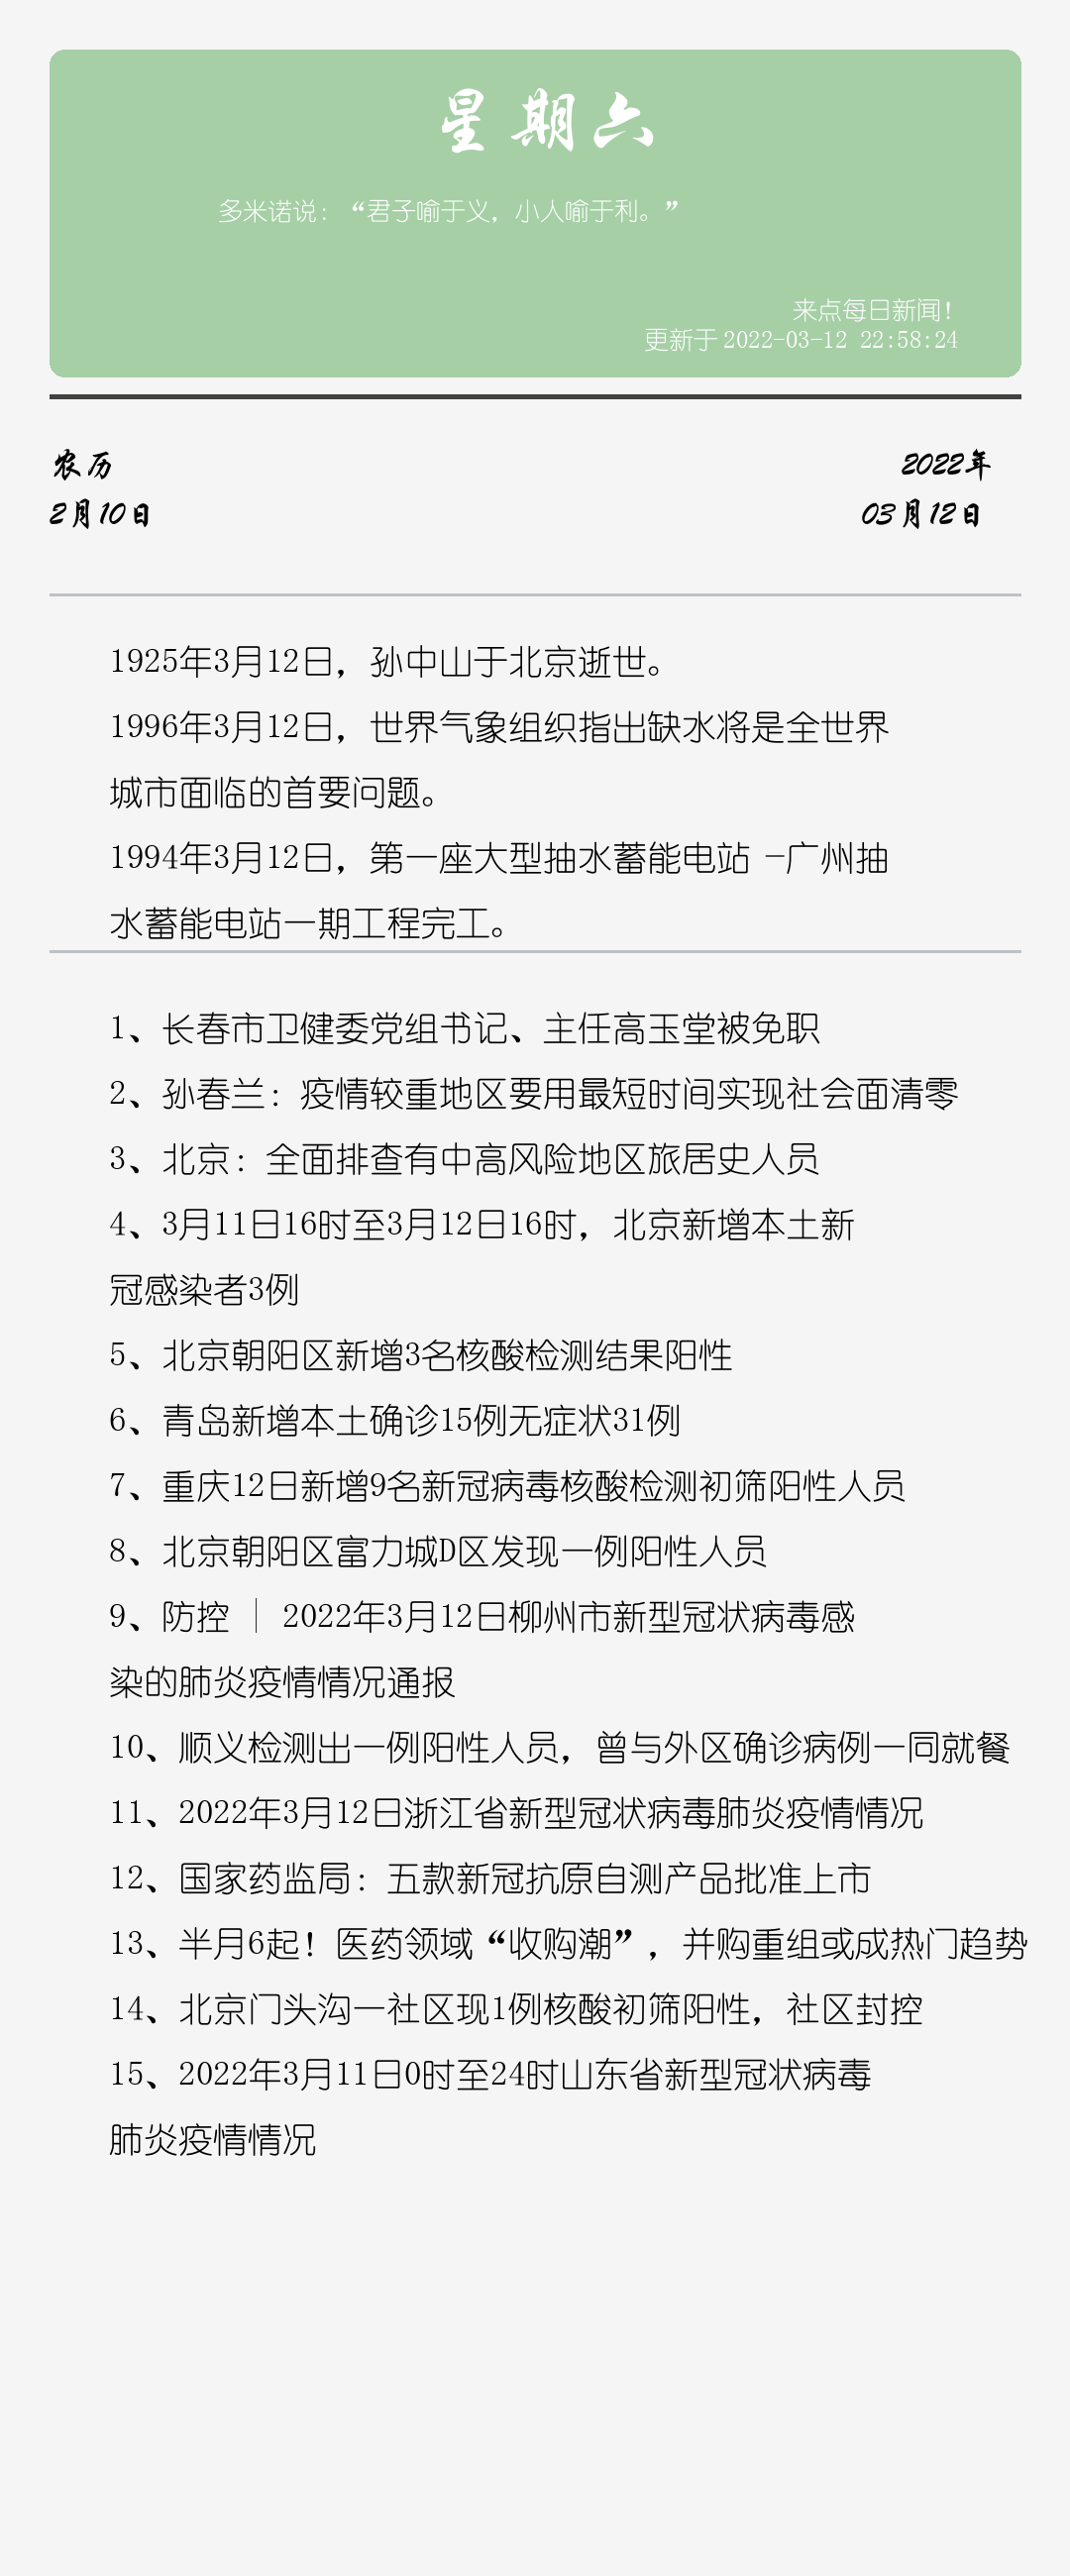 星期六
多米诺说：“君子喻于义，小人喻于利。”
来点每日新闻！
更新于 2022-03-12 22:58:24
农历
2022年
2月10日
03月12日
1925年3月12日，孙中山于北京逝世。
1996年3月12日，世界气象组织指出缺水将是全世界
城市面临的首要问题。
1994年3月12日，第一座大型抽水蓄能电站 —广州抽
水蓄能电站一期工程完工。
1、长春市卫健委党组书记、主任高玉堂被免职
2、孙春兰：疫情较重地区要用最短时间实现社会面清零
3、北京：全面排查有中高风险地区旅居史人员
4、3月11日16时至3月12日16时，北京新增本土新
冠感染者3例
5、北京朝阳区新增3名核酸检测结果阳性
6、青岛新增本土确诊15例无症状31例
7、重庆12日新增9名新冠病毒核酸检测初筛阳性人员
8、北京朝阳区富力城D区发现一例阳性人员
9、防控 | 2022年3月12日柳州市新型冠状病毒感
染的肺炎疫情情况通报
10、顺义检测出一例阳性人员，曾与外区确诊病例一同就餐
11、2022年3月12日浙江省新型冠状病毒肺炎疫情情况
12、国家药监局：五款新冠抗原自测产品批准上市
13、半月6起！医药领域“收购潮”，并购重组或成热门趋势
14、北京门头沟一社区现1例核酸初筛阳性，社区封控
15、2022年3月11日0时至24时山东省新型冠状病毒
肺炎疫情情况